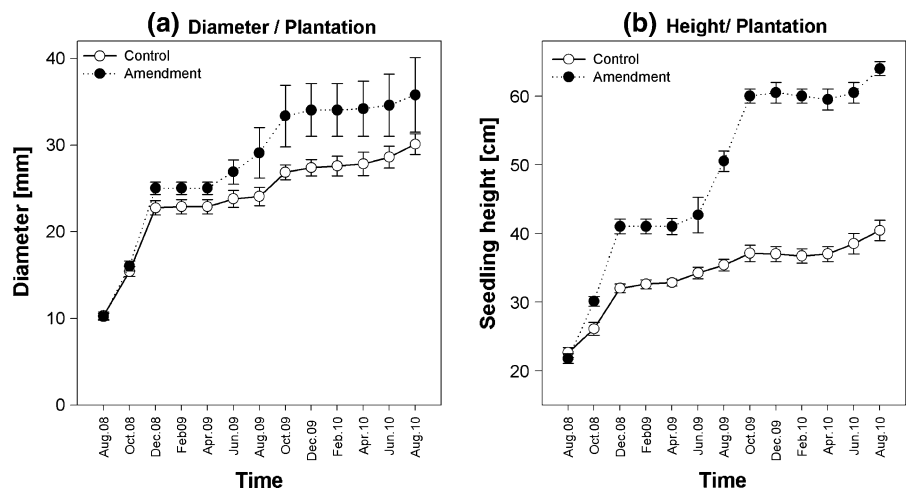 (a) Diameter / Plantation
Control
Amendment
40
30
20
10
0
Diameter [mm]
Aug.08
Oct.08
Dec.08
Feb09
Apr.09
Jun.09
Aug.09
Oct.09
Dec.09
Feb.10
Apr.10
Jun.10
Aug.10
Time
(b) Height/ Plantation
Control
Amendment
60
50
40
30
20
Seedling height [cm]
Aug.08
Oct.08
Dec.08
Feb.09
Apr.09
Jun.09
Aug.09
Oct.09
Dec.09
Feb.10
Apr.10
Jun.10
Aug.10
Time